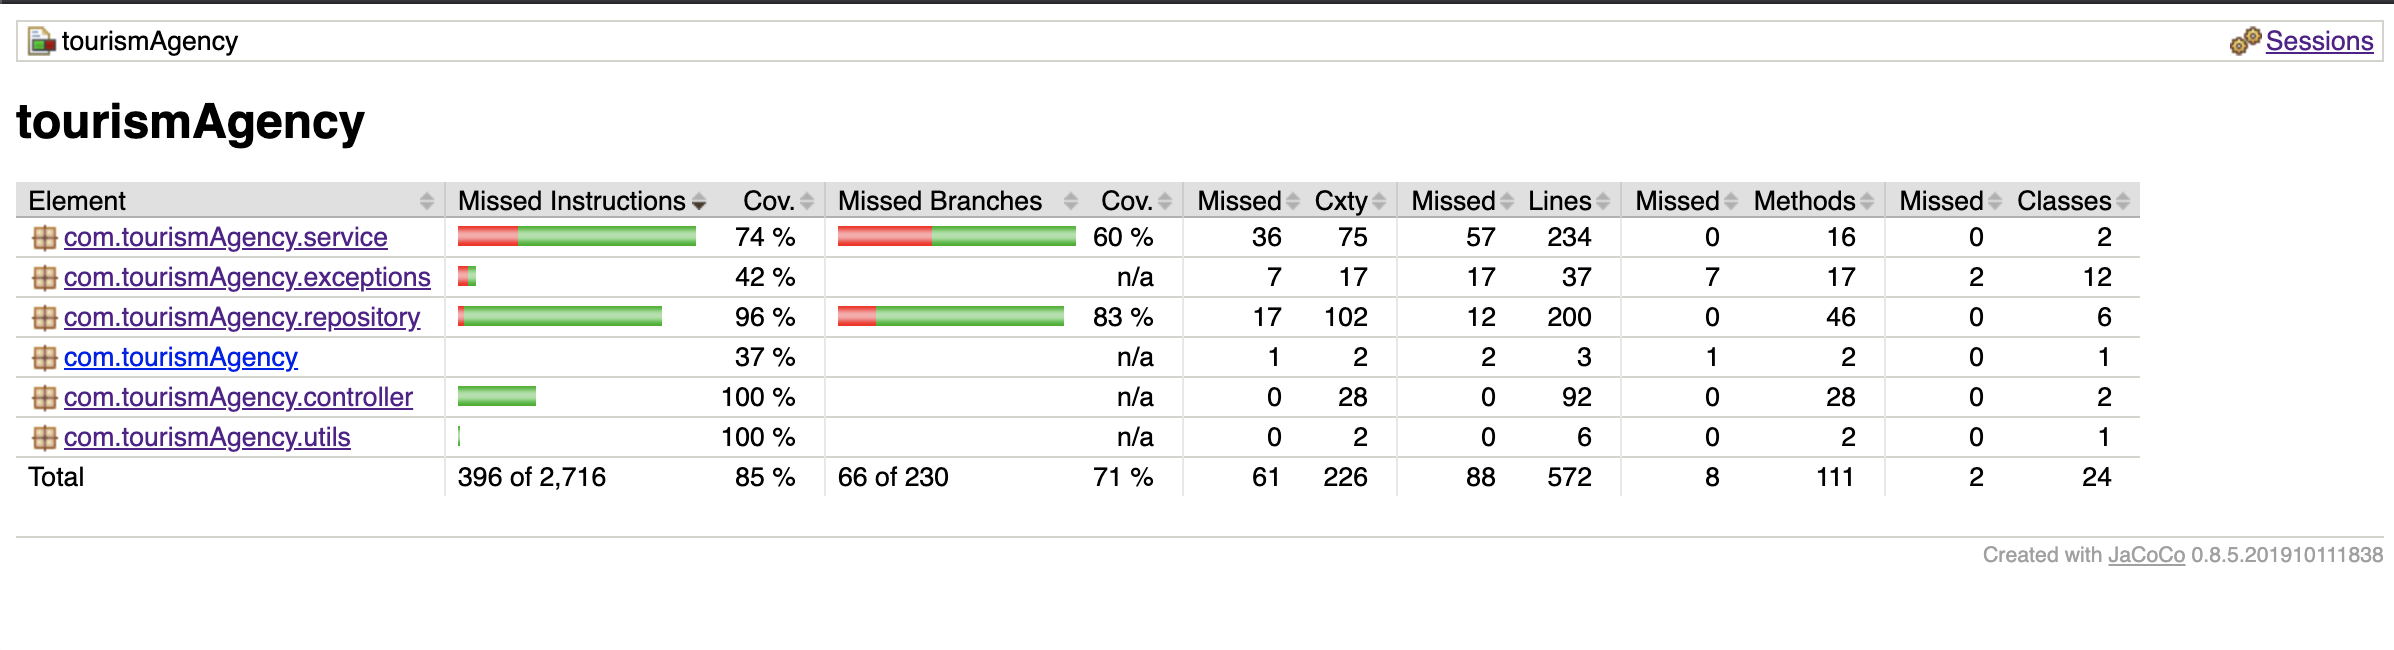 tourismAgency Sessions
tourismAgency
Element Missed Instructions Cov. Missed Branches Cov. Missed Cxty Missed Lines Missed Methods Missed Classes
com.tourismAgency.service 74 % 60 % 36 75 57 234 0 16 0 2
com.tourismAgency.exceptions 42 % n/a 7 17 17 37 7 17 2 12
com.tourismAgency.repository 96 % 83 % 17 102 12 200 0 46 0 6
com.tourismAgency 37 % n/a 1 2 2 3 1 2 0 1
com.tourismAgency.controller 100 % n/a 0 28 0 92 0 28 0 2
com.tourismAgency.utils 100 % n/a 0 2 0 6 0 2 0 1
Total 396 of 2,716 85 % 66 of 230 71 % 61 226 88 572 8 111 2 24
Created with JaCoCo 0.8.5.201910111838